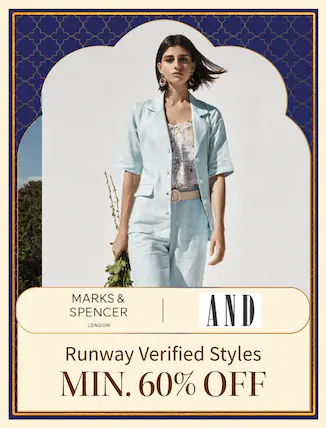 MARKS &
SPENCER
LONDON
AND
Runway Verified Styles
MIN. 60% OFF